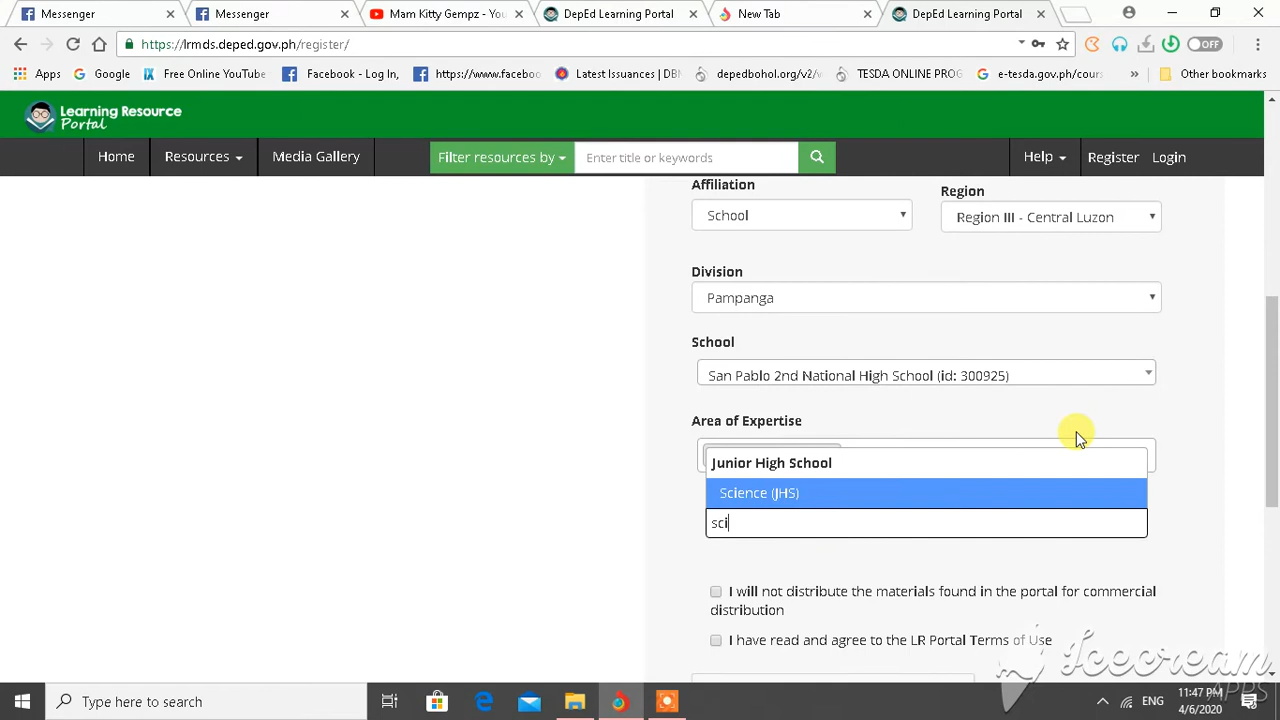 Messenger
Messenger
Mam Kitty Gempz - You
DepEd Learning Portal
New Tab
DepEd Learning Portal
https://lrmds.deped.gov.ph/register/
OFF
Apps
Google
Free Online YouTube
Facebook - Log In,
https://www.faceboo
Latest Issuances | DBM
depedbohol.org/v2/v
TESDA ONLINE PROG
e-tesda.gov.ph/cours
Other bookmarks
Learning Resource
Portal
Home
Resources
Media Gallery
Filter resources by
Enter title or keywords
Help
Register
Login
Affiliation
Region
School
Region III - Central Luzon
Division
Pampanga
School
San Pablo 2nd National High School (id: 300925)
Area of Expertise
Junior High School
Science (JHS)
sci
I will not distribute the materials found in the portal for commercial
distribution
I have read and agree to the LR Portal Terms of Use
Icecream
APPS
Type here to search
ENG
11:47 PM
4/6/2020